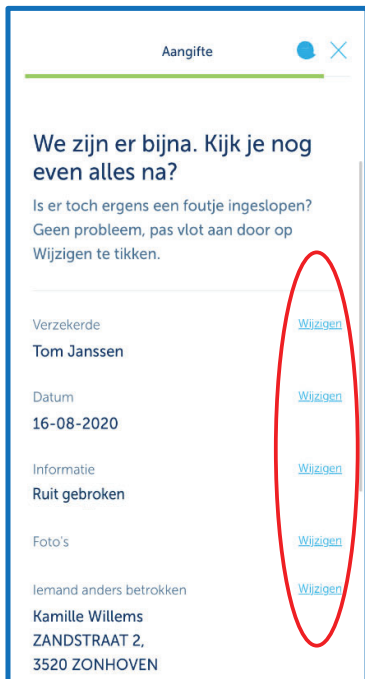 Aangifte
We zijn er bijna. Kijk je nog
even alles na?
Is er toch ergens een foutje ingeslopen?
Geen probleem, pas vlot aan door op
Wijzigen te tikken.
Verzekerde Wijzigen
Tom Janssen
Datum Wijzigen
16-08-2020
Informatie Wijzigen
Ruit gebroken
Foto's Wijzigen
Iemand anders betrokken Wijzigen
Kamille Willems
ZANDSTRAAT 2,
3520 ZONHOVEN